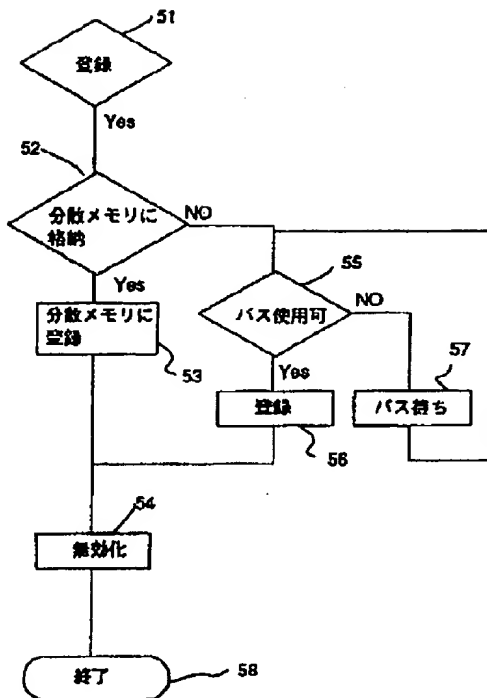 51
登録
Yes
52
分散メモリに
格納
NO
55
Yes
バス使用可
NO
分散メモリに
登録
53
Yes
57
登録
バス待ち
56
54
無効化
終了
58